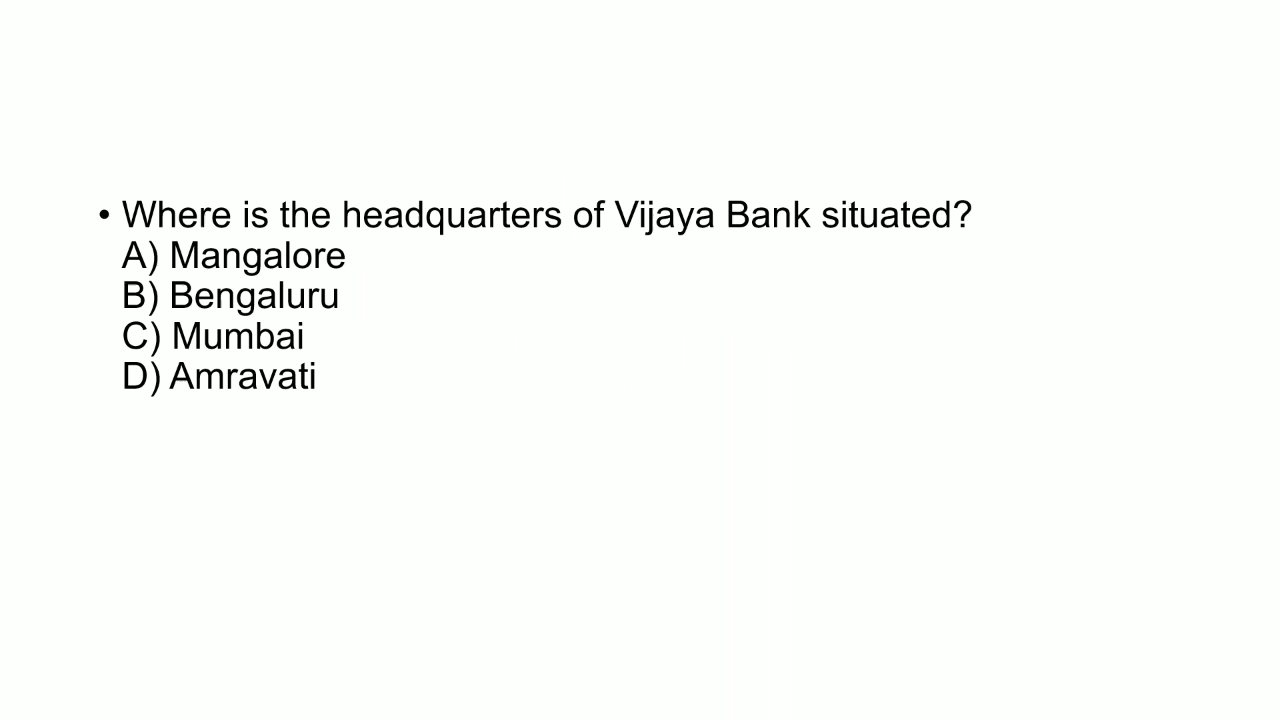 • Where is the headquarters of Vijaya Bank situated?
A) Mangalore
B) Bengaluru
C) Mumbai
D) Amravati